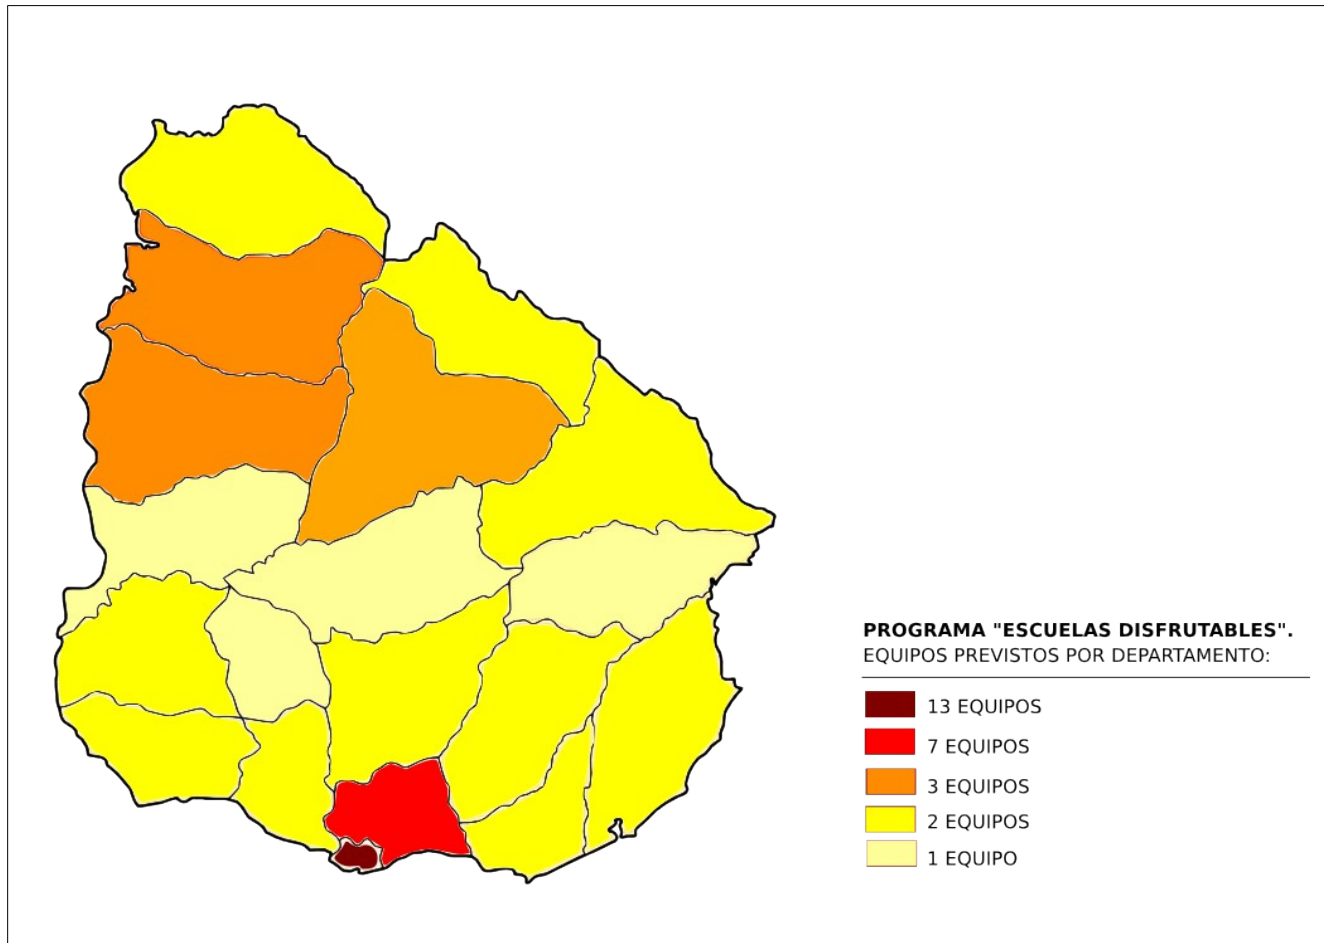 PROGRAMA "ESCUELAS DISFRUTABLES".
EQUIPOS PREVISTOS POR DEPARTAMENTO:
13 EQUIPOS
7 EQUIPOS
3 EQUIPOS
2 EQUIPOS
1 EQUIPO